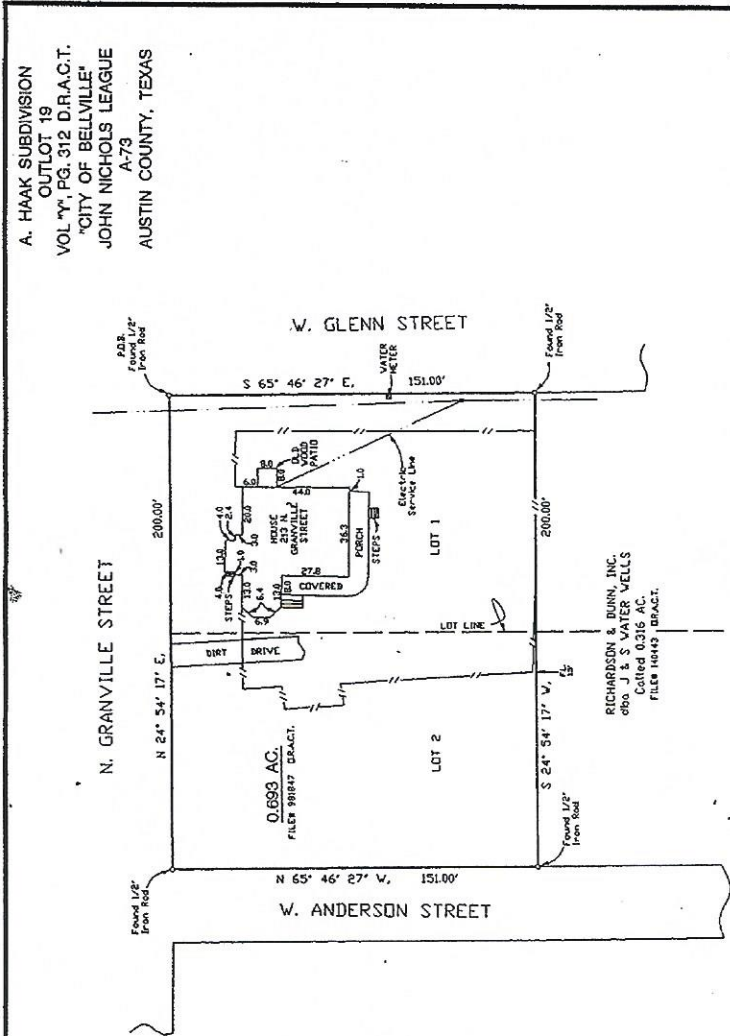 A. HAAK SUBDIVISION
OUTLOT 19
VOL "Y", PG. 312 D.R.A.C.T.
"CITY OF BELLVILLE"
JOHN NICHOLS LEAGUE
A-73
AUSTIN COUNTY, TEXAS
W. GLENN STREET
P.O.B.
Found 1/2"
Iron Rod
S 65° 46' 27" E, 151.00'
WATER
METER
Found 1/2"
Iron Rod
N. GRANVILLE STREET
N 24° 54' 17" E,
200.00'
8.0
6.0
8.0
OLD
WOOD
PATIO
44.0
1.0
Electric
Service Line
4.0
2.4
20.0
3.0
13.0
1.0
3.0
4.0
STEPS
13.0
6.4
6.9
HOUSE
213 N.
GRANVILLE
STREET
36.3
27.8
13.0
8.0
COVERED
PORCH
STEPS
LOT 1
LOT LINE
DIRT DRIVE
200.00'
S 24° 54' 17" W,
RICHARDSON & DUNN, INC.
dba J & S WATER WELLS
Called 0.316 AC.
FILE# 140443 D.R.A.C.T.
0.693 AC.
FILE# 991847 D.R.A.C.T.
LOT 2
Found 1/2"
Iron Rod
Found 1/2"
Iron Rod
N 65° 46' 27" W, 151.00'
W. ANDERSON STREET